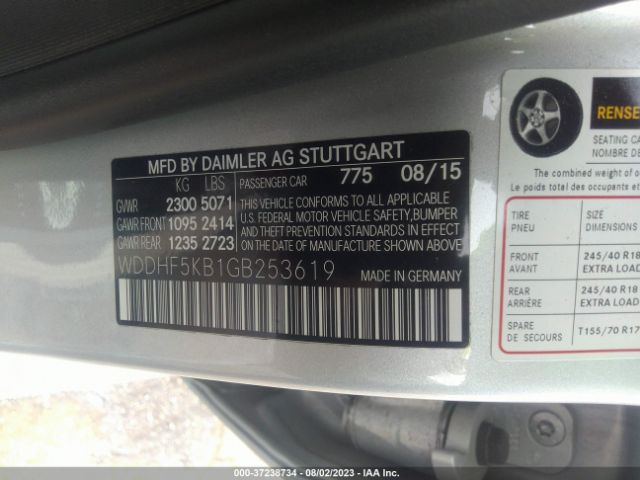 MFD BY DAIMLER AG STUTTGART
KG LBS
GVWR 2300 5071
GAWR FRONT 1095 2414
GAWR REAR 1235 2723
PASSENGER CAR 775 08/15
THIS VEHICLE CONFORMS TO ALL APPLICABLE
U.S. FEDERAL MOTOR VEHICLE SAFETY, BUMPER
AND THEFT PREVENTION STANDARDS IN EFFECT
ON THE DATE OF MANUFACTURE SHOWN ABOVE.
WDDHF5KB1GB253619
MADE IN GERMANY
RENSE
SEATING CA
NOMBRE DE
The combined weight of o
Le poids total des occupants e
TIRE
PNEU
SIZE
DIMENSIONS
FRONT
AVANT
245/40 R18
EXTRA LOAD
REAR
ARRIÈRE
245/40 R18
EXTRA LOAD
SPARE
DE SECOURS
T155/70 R17
000-37238734 - 08/02/2023 - IAA Inc.